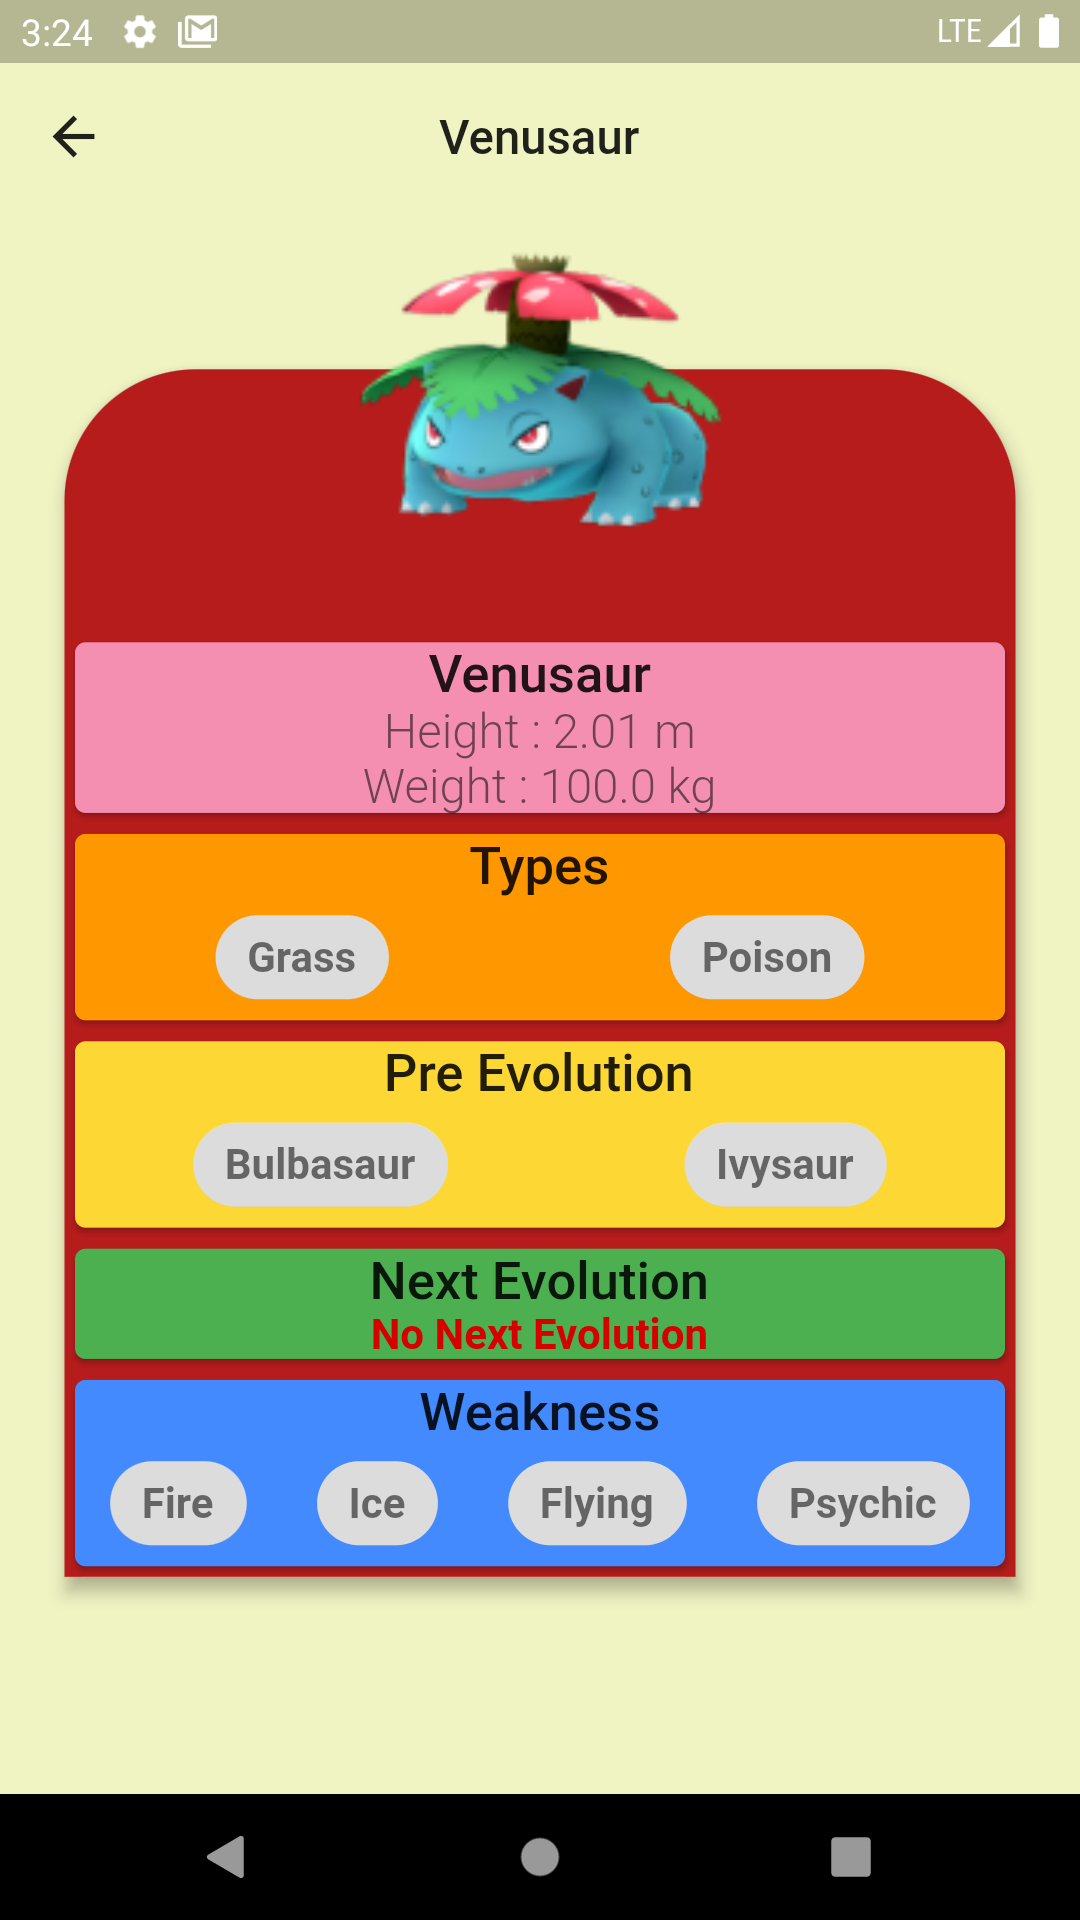 3:24 LTE
Venusaur
Venusaur
Height : 2.01 m
Weight : 100.0 kg
Types
Grass Poison
Pre Evolution
Bulbasaur Ivysaur
Next Evolution
No Next Evolution
Weakness
Fire Ice Flying Psychic